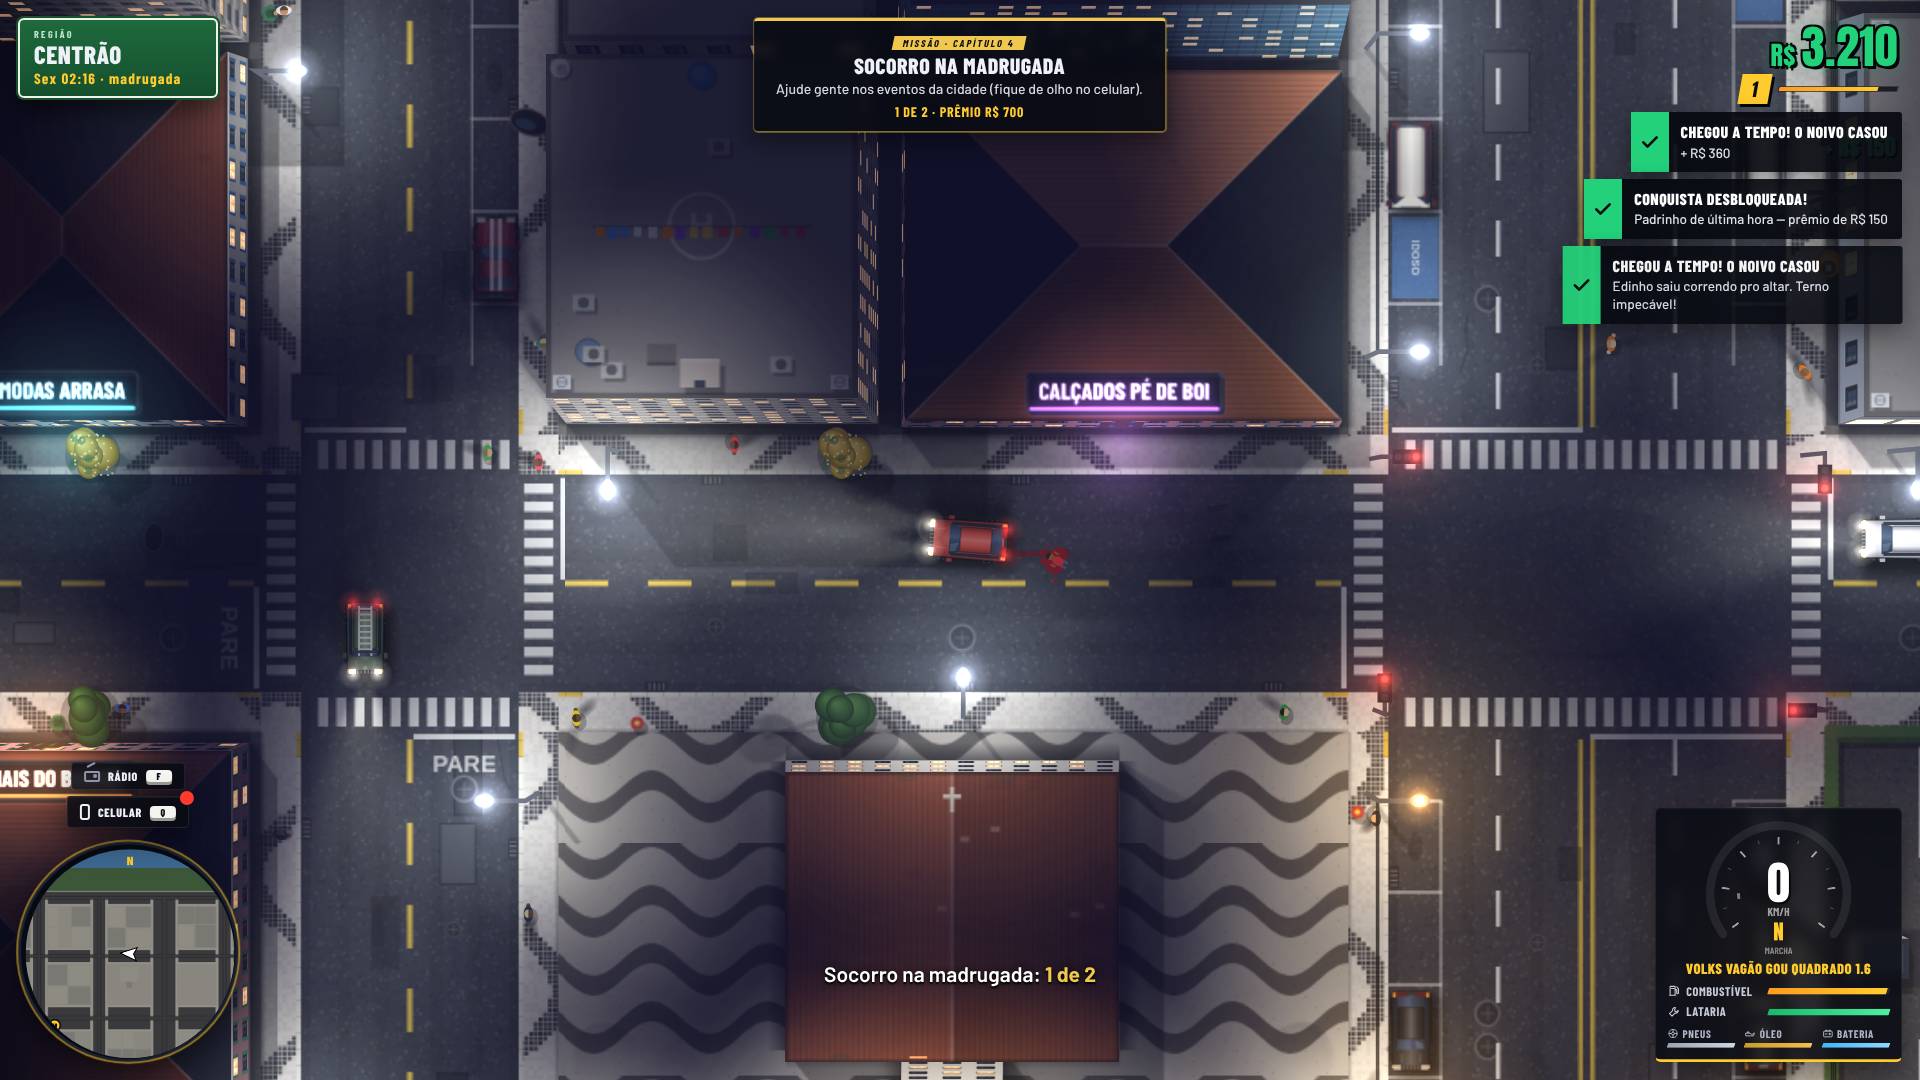 REGIÃO
CENTRÃO
Sex 02:16 · madrugada
MISSÃO · CAPÍTULO 4
SOCORRO NA MADRUGADA
Ajude gente nos eventos da cidade (fique de olho no celular).
1 DE 2 · PRÊMIO R$ 700
R$ 3.210
1
CHEGOU A TEMPO! O NOIVO CASOU
+ R$ 360
CONQUISTA DESBLOQUEADA!
Padrinho de última hora — prêmio de R$ 150
CHEGOU A TEMPO! O NOIVO CASOU
Edinho saiu correndo pro altar. Terno
impecável!
H
IDOSO
MODAS ARRASA
CALÇADOS PÉ DE BOI
PARE
PARE
AIS DO B
RÁDIO F
CELULAR Q
N
Socorro na madrugada: 1 de 2
0
KM/H
N
MARCHA
VOLKS VAGÃO GOU QUADRADO 1.6
COMBUSTÍVEL
LATARIA
PNEUS ÓLEO BATERIA